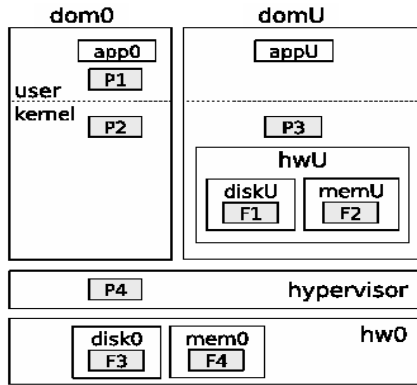 dom0 domU
app0 appU
P1
user
kernel
P2 P3
hwU
diskU memU
F1 F2
P4 hypervisor
disk0 mem0 hw0
F3 F4